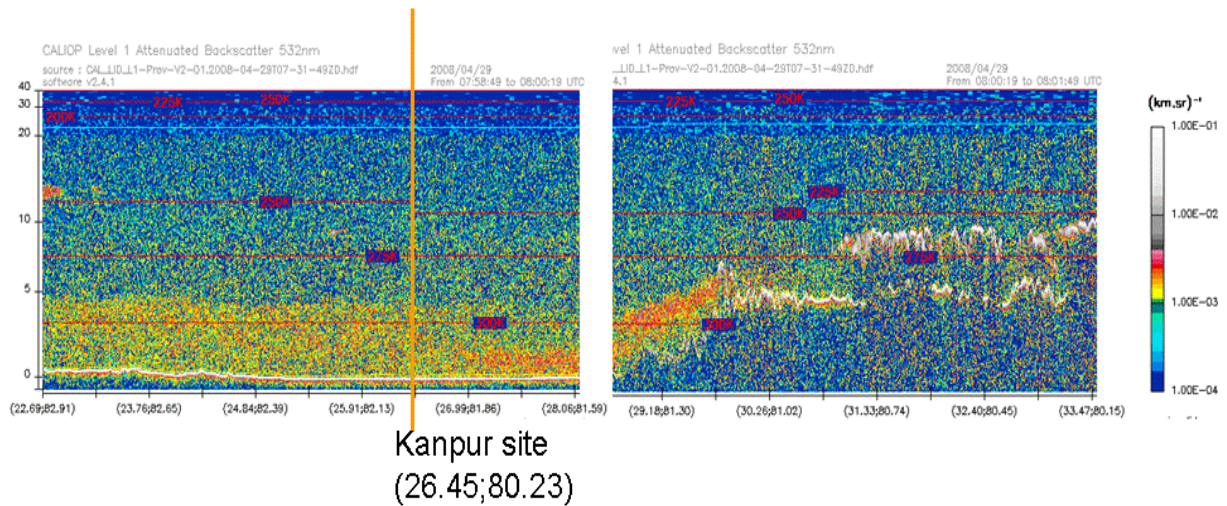 CALIOP Level 1 Attenuated Backscatter 532nm
source : CAL_LID_L1-Prov-V2-01.2008-04-29T07-31-49ZD.hdf
software v2.4.1
2008/04/29
From 07:58:49 to 08:00:19 UTC
40
30
20
10
5
0
225K
250K
200K
250K
275K
300K
(22.69;82.91)
(23.76;82.65)
(24.84;82.39)
(25.91;82.13)
(26.99;81.86)
(28.06;81.59)
Kanpur site
(26.45;80.23)
vel 1 Attenuated Backscatter 532nm
_LID_L1-Prov-V2-01.2008-04-29T07-31-49ZD.hdf
.4.1
2008/04/29
From 08:00:19 to 08:01:49 UTC
225K
250K
225K
250K
275K
300K
(29.18;81.30)
(30.26;81.02)
(31.33;80.74)
(32.40;80.45)
(33.47;80.15)
(km.sr)⁻¹
1.00E-01
1.00E-02
1.00E-03
1.00E-04